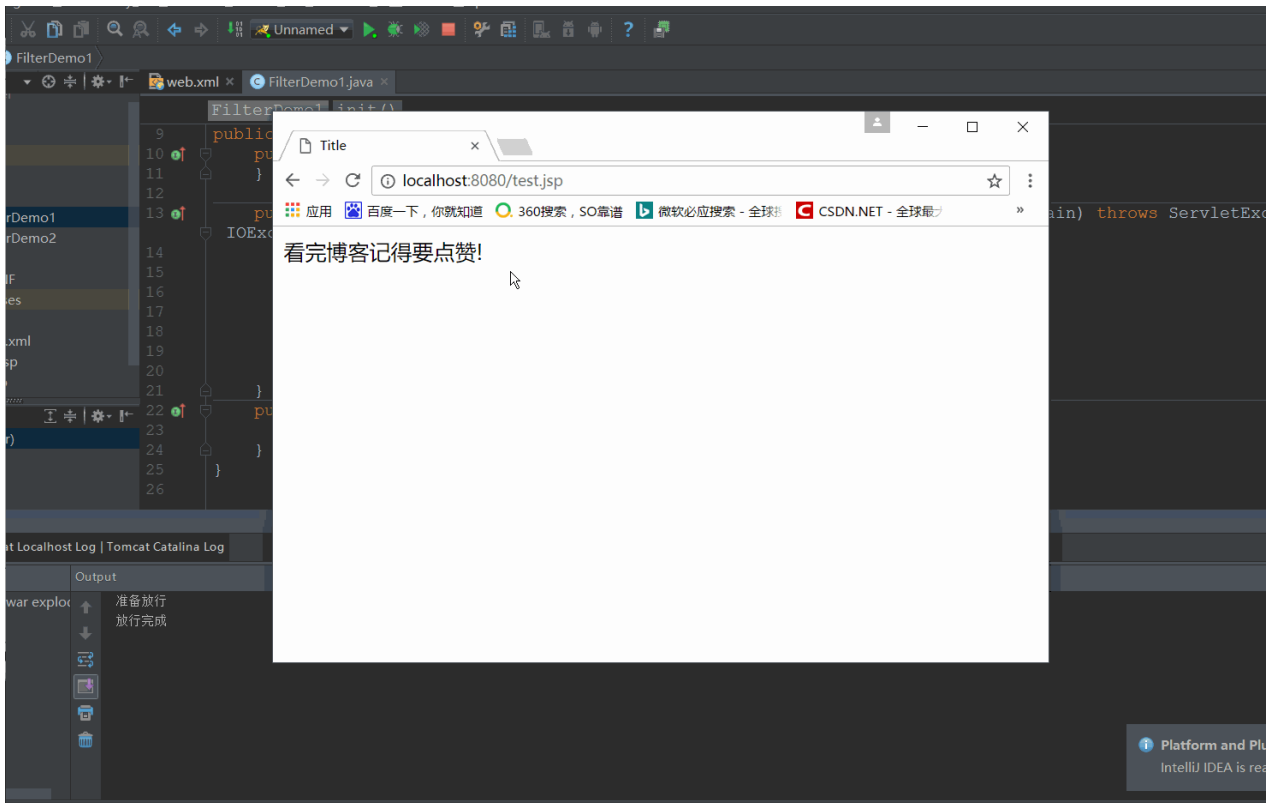 Unnamed
FilterDemo1
web.xml FilterDemo1.java
FilterDemo1 init()
9 public
10 pu
11 }
12
13 pu ain) throws ServletExc
IOExc
14
15
16
17
18
19
20
21 }
22 pu
23
24 }
25 }
26
rDemo1
rDemo2
IF
es
.xml
sp
r)
Title
localhost:8080/test.jsp
应用 百度一下，你就知道 360搜索，SO靠谱 微软必应搜索 - 全球 CSDN.NET - 全球最
看完博客记得要点赞!
at Localhost Log Tomcat Catalina Log
Output
war explod
准备放行
放行完成
Platform and Plu
IntelliJ IDEA is rea